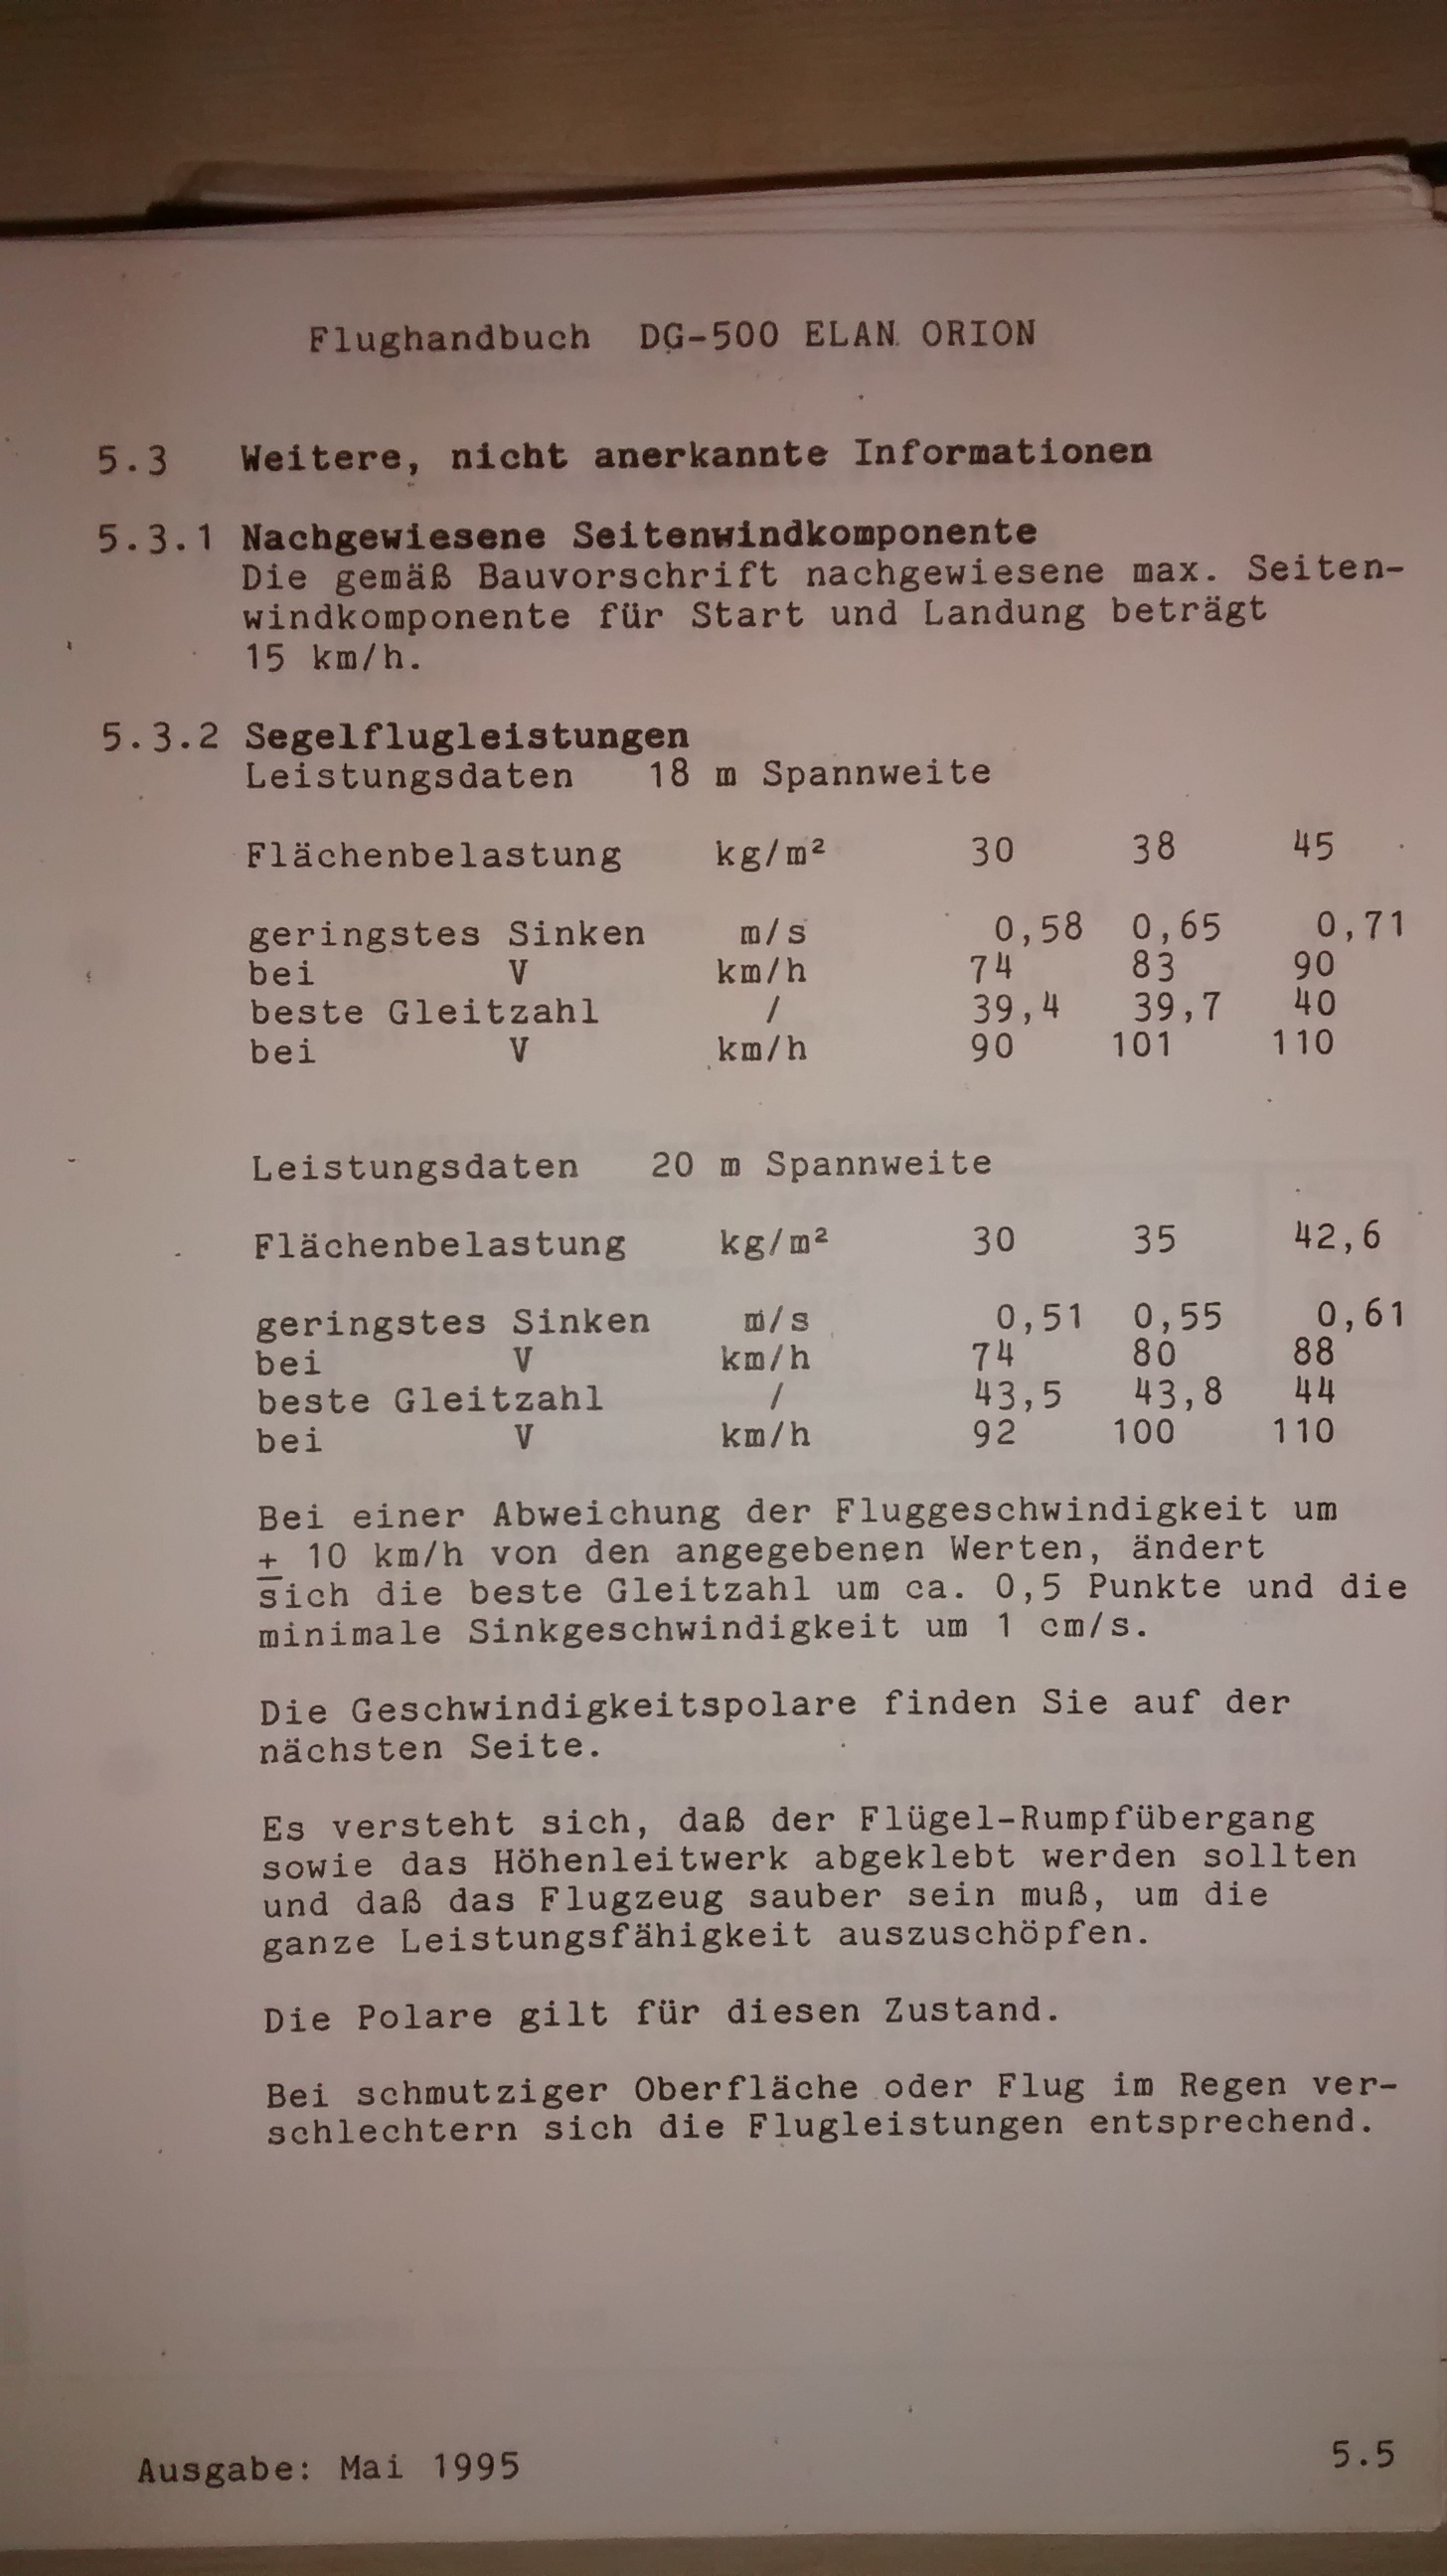 Flughandbuch DG-500 ELAN ORION
5.3 Weitere, nicht anerkannte Informationen
5.3.1 Nachgewiesene Seitenwindkomponente
Die gemäß Bauvorschrift nachgewiesene max. Seiten-
windkomponente für Start und Landung beträgt
15 km/h.
5.3.2 Segelflugleistungen
Leistungsdaten 18 m Spannweite
Flächenbelastung kg/m² 30 38 45
geringstes Sinken m/s 0,58 0,65 0,71
bei V km/h 74 83 90
beste Gleitzahl / 39,4 39,7 40
bei V km/h 90 101 110
Leistungsdaten 20 m Spannweite
Flächenbelastung kg/m² 30 35 42,6
geringstes Sinken m/s 0,51 0,55 0,61
bei V km/h 74 80 88
beste Gleitzahl / 43,5 43,8 44
bei V km/h 92 100 110
Bei einer Abweichung der Fluggeschwindigkeit um
± 10 km/h von den angegebenen Werten, ändert
sich die beste Gleitzahl um ca. 0,5 Punkte und die
minimale Sinkgeschwindigkeit um 1 cm/s.
Die Geschwindigkeitspolare finden Sie auf der
nächsten Seite.
Es versteht sich, daß der Flügel-Rumpfübergang
sowie das Höhenleitwerk abgeklebt werden sollten
und daß das Flugzeug sauber sein muß, um die
ganze Leistungsfähigkeit auszuschöpfen.
Die Polare gilt für diesen Zustand.
Bei schmutziger Oberfläche oder Flug im Regen ver-
schlechtern sich die Flugleistungen entsprechend.
Ausgabe: Mai 1995 5.5